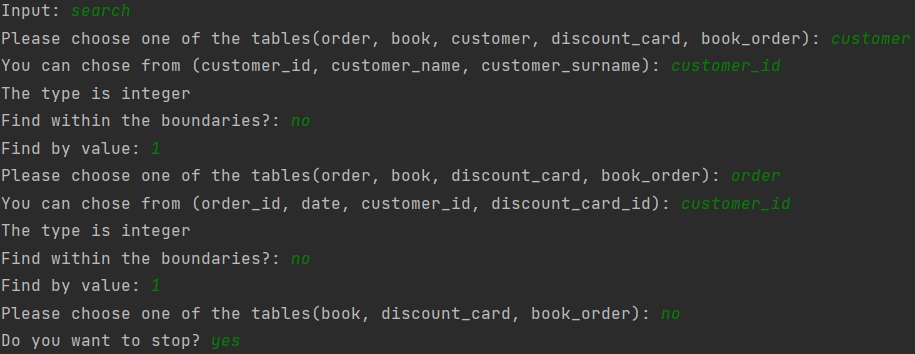 Input: search
Please choose one of the tables(order, book, customer, discount_card, book_order): customer
You can chose from (customer_id, customer_name, customer_surname): customer_id
The type is integer
Find within the boundaries?: no
Find by value: 1
Please choose one of the tables(order, book, discount_card, book_order): order
You can chose from (order_id, date, customer_id, discount_card_id): customer_id
The type is integer
Find within the boundaries?: no
Find by value: 1
Please choose one of the tables(book, discount_card, book_order): no
Do you want to stop? yes